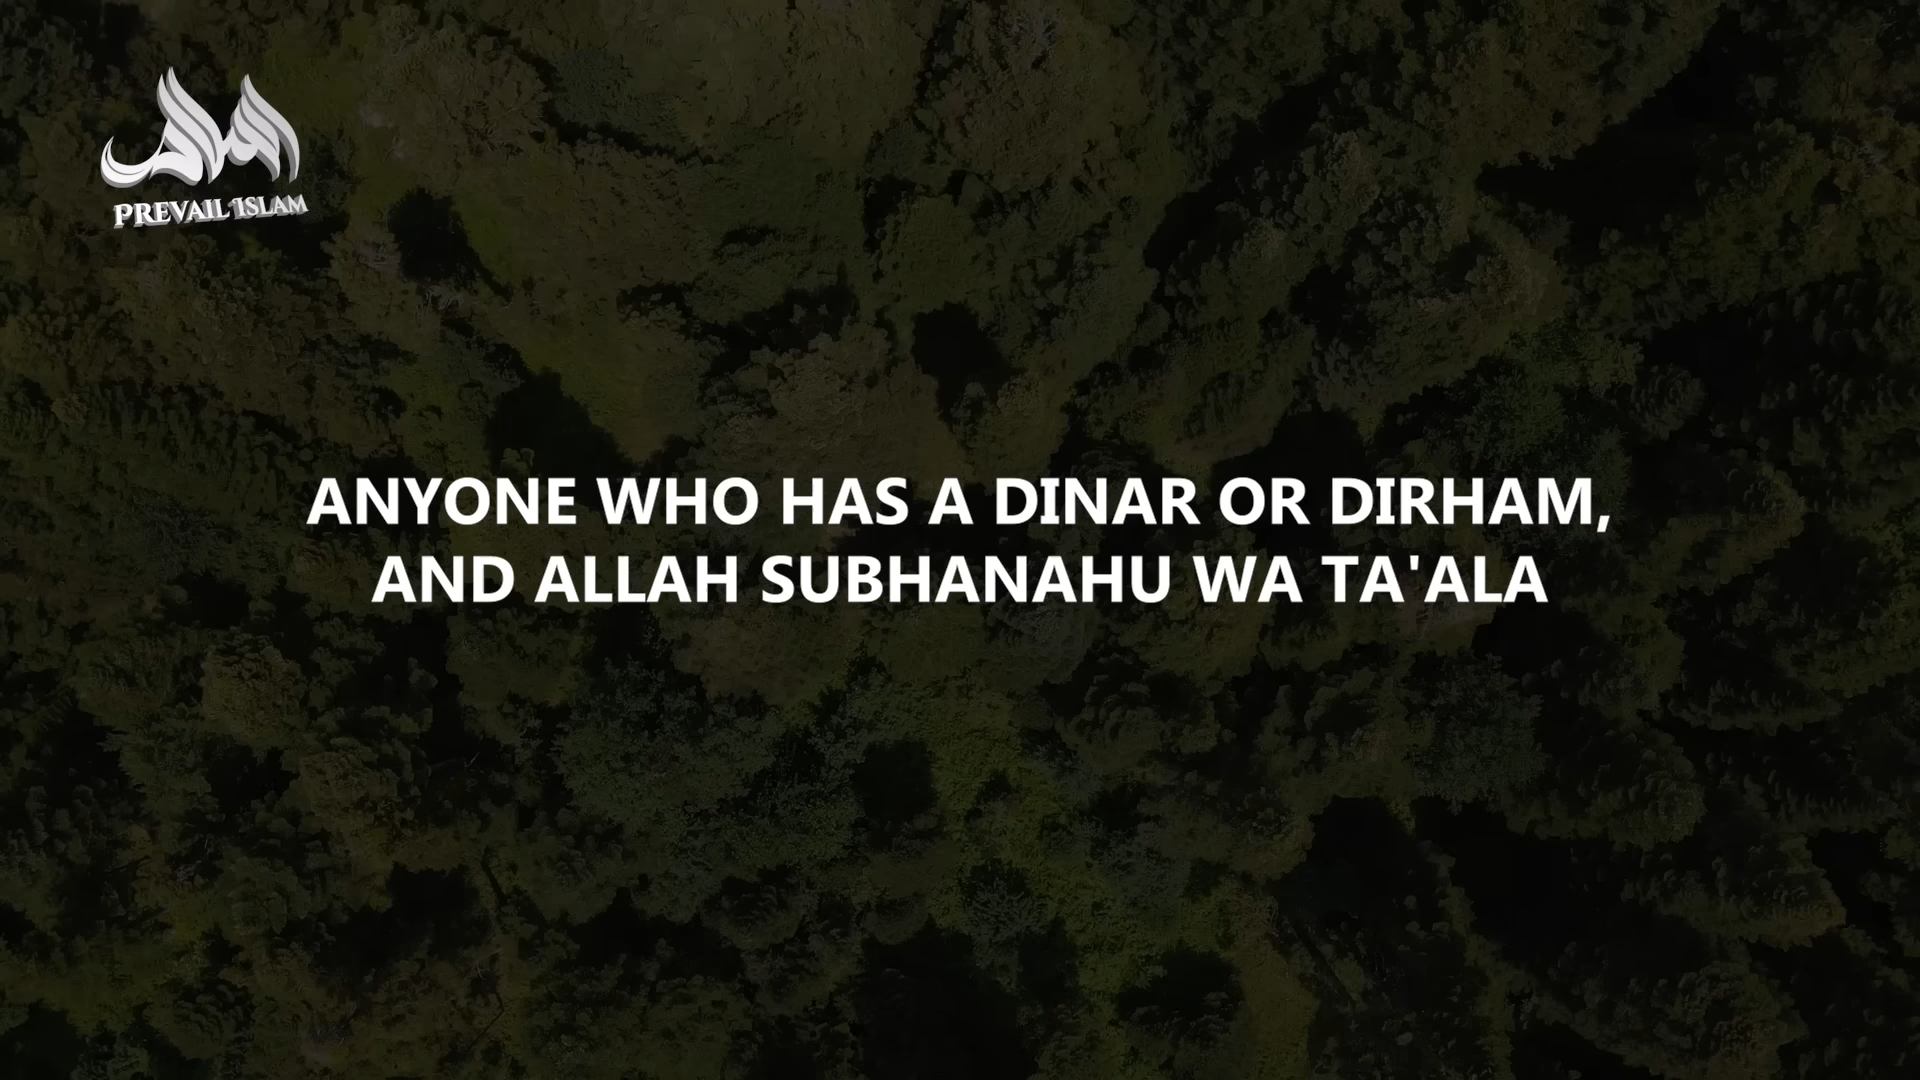 PREVAIL ISLAM
ANYONE WHO HAS A DINAR OR DIRHAM,
AND ALLAH SUBHANAHU WA TA'ALA